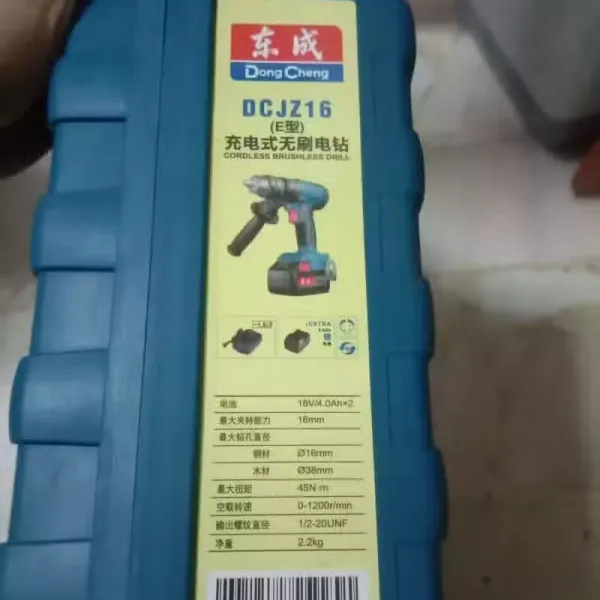 东成
DongCheng
DCJZ16
(E型)
充电式无刷电钻
CORDLESS BRUSHLESS DRILL
+EXTRA
电池 18V/4.0Ah×2
最大夹持能力 16mm
最大钻孔直径
钢材 Ø16mm
木材 Ø38mm
最大扭矩 45N·m
空载转速 0-1200r/min
输出螺纹直径 1/2-20UNF
净重 2.2kg